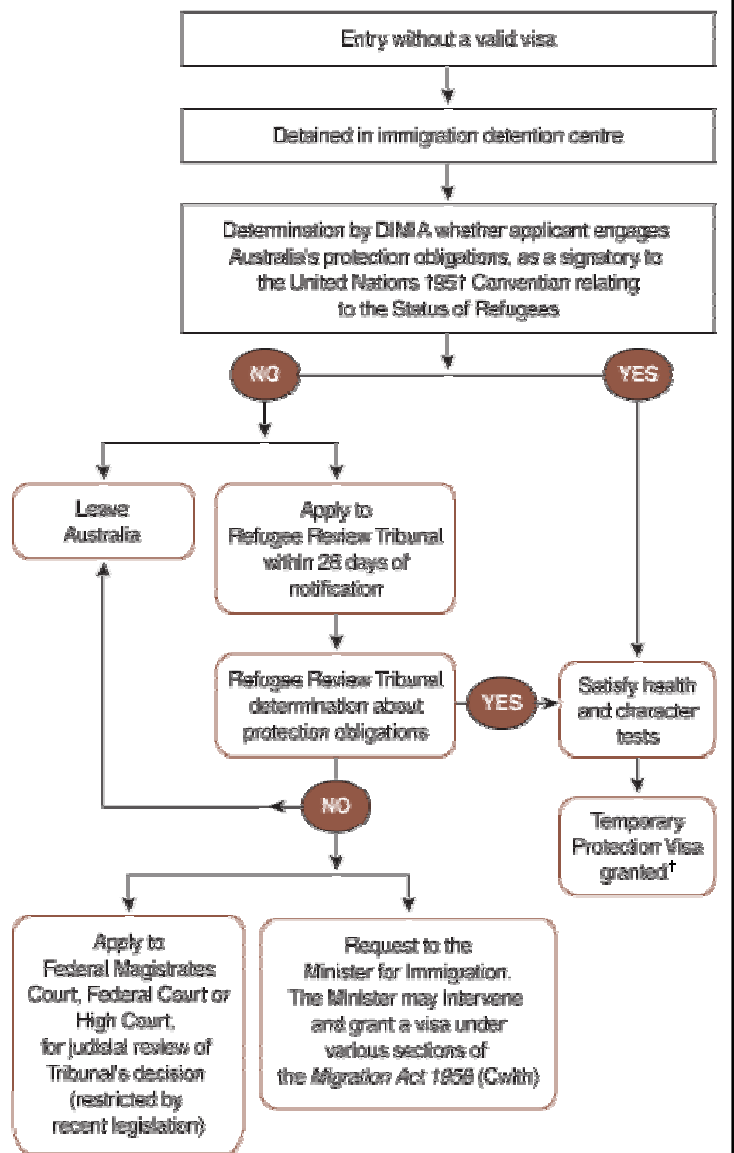 Entry without a valid visa
Detained in immigration detention centre
Determination by DIMIA whether applicant engages
Australia's protection obligations, as a signatory to
the United Nations 1951 Convention relating
to the Status of Refugees
NO
YES
Leave
Australia
Apply to
Refugee Review Tribunal
within 28 days of
notification
Refugee Review Tribunal
determination about
protection obligations
YES
Satisfy health
and character
tests
NO
Temporary
Protection Visa
granted†
Apply to
Federal Magistrates
Court, Federal Court or
High Court,
for judisial review of
Tribunal's decision
(restricted by
recent legislation)
Request to the
Minister for Immigration.
The Minister may intervene
and grant a visa under
various sections of
the Migration Act 1958 (Cwlth)